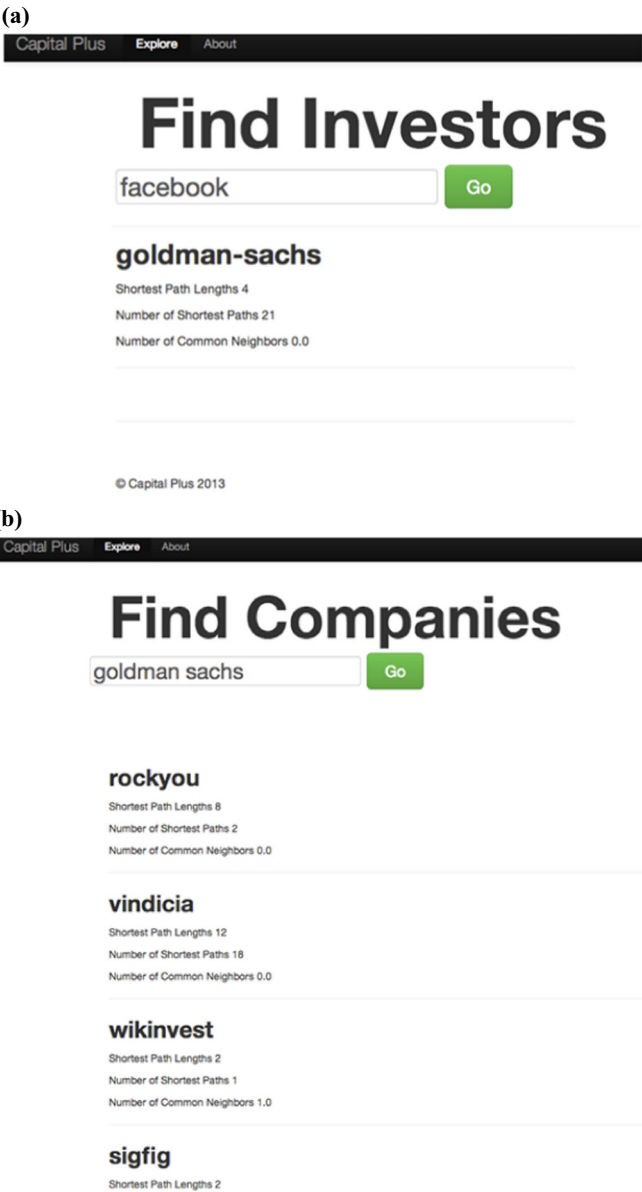 (a)
Capital Plus Explore About
Find Investors
facebook Go
goldman-sachs
Shortest Path Lengths 4
Number of Shortest Paths 21
Number of Common Neighbors 0.0
© Capital Plus 2013
b)
Capital Plus Explore About
Find Companies
goldman sachs Go
rockyou
Shortest Path Lengths 8
Number of Shortest Paths 2
Number of Common Neighbors 0.0
vindicia
Shortest Path Lengths 12
Number of Shortest Paths 18
Number of Common Neighbors 0.0
wikinvest
Shortest Path Lengths 2
Number of Shortest Paths 1
Number of Common Neighbors 1.0
sigfig
Shortest Path Lengths 2